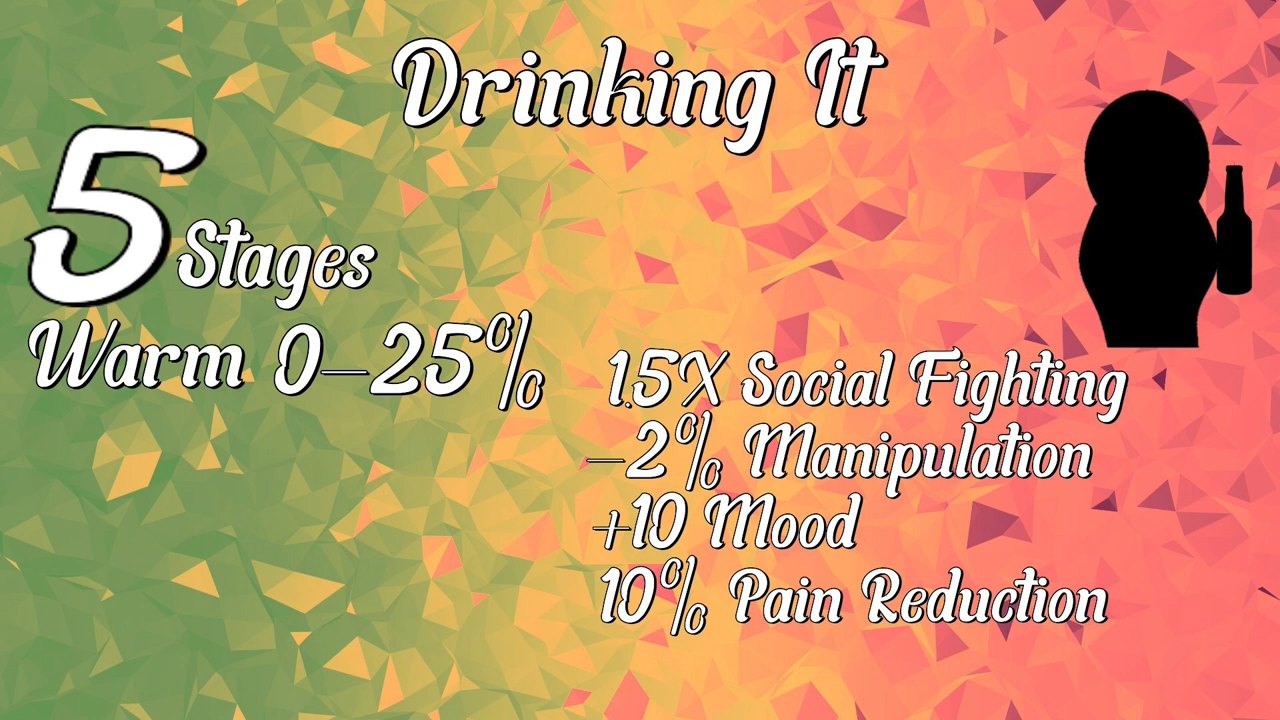 Drinking It
5 Stages
Warm 0-25%
1.5X Social Fighting
-2% Manipulation
+10 Mood
10% Pain Reduction